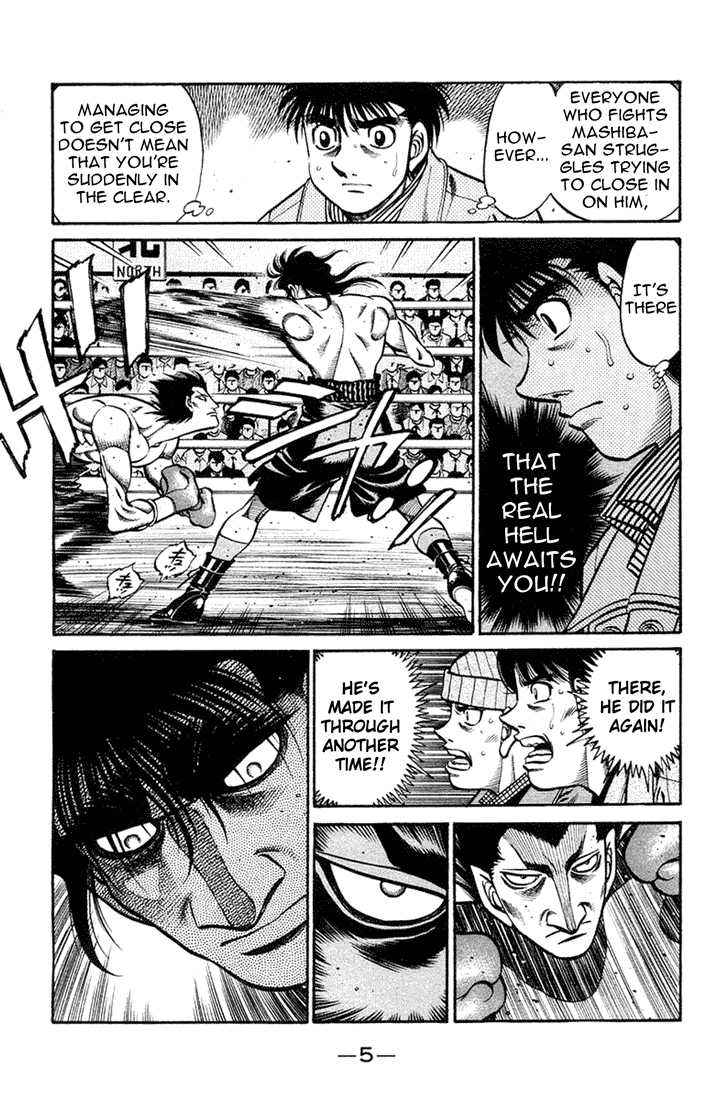 EVERYONE
WHO FIGHTS
MASHIBA-
SAN STRUG-
GLES TRYING
TO CLOSE IN
ON HIM,
HOW-
EVER...
MANAGING
TO GET CLOSE
DOESN'T MEAN
THAT YOU'RE
SUDDENLY IN
THE CLEAR.
IT'S
THERE
THAT
THE
REAL
HELL
AWAITS
YOU!!
NORTH
THERE,
HE DID IT
AGAIN!
HE'S
MADE IT
THROUGH
ANOTHER
TIME!!
—5—